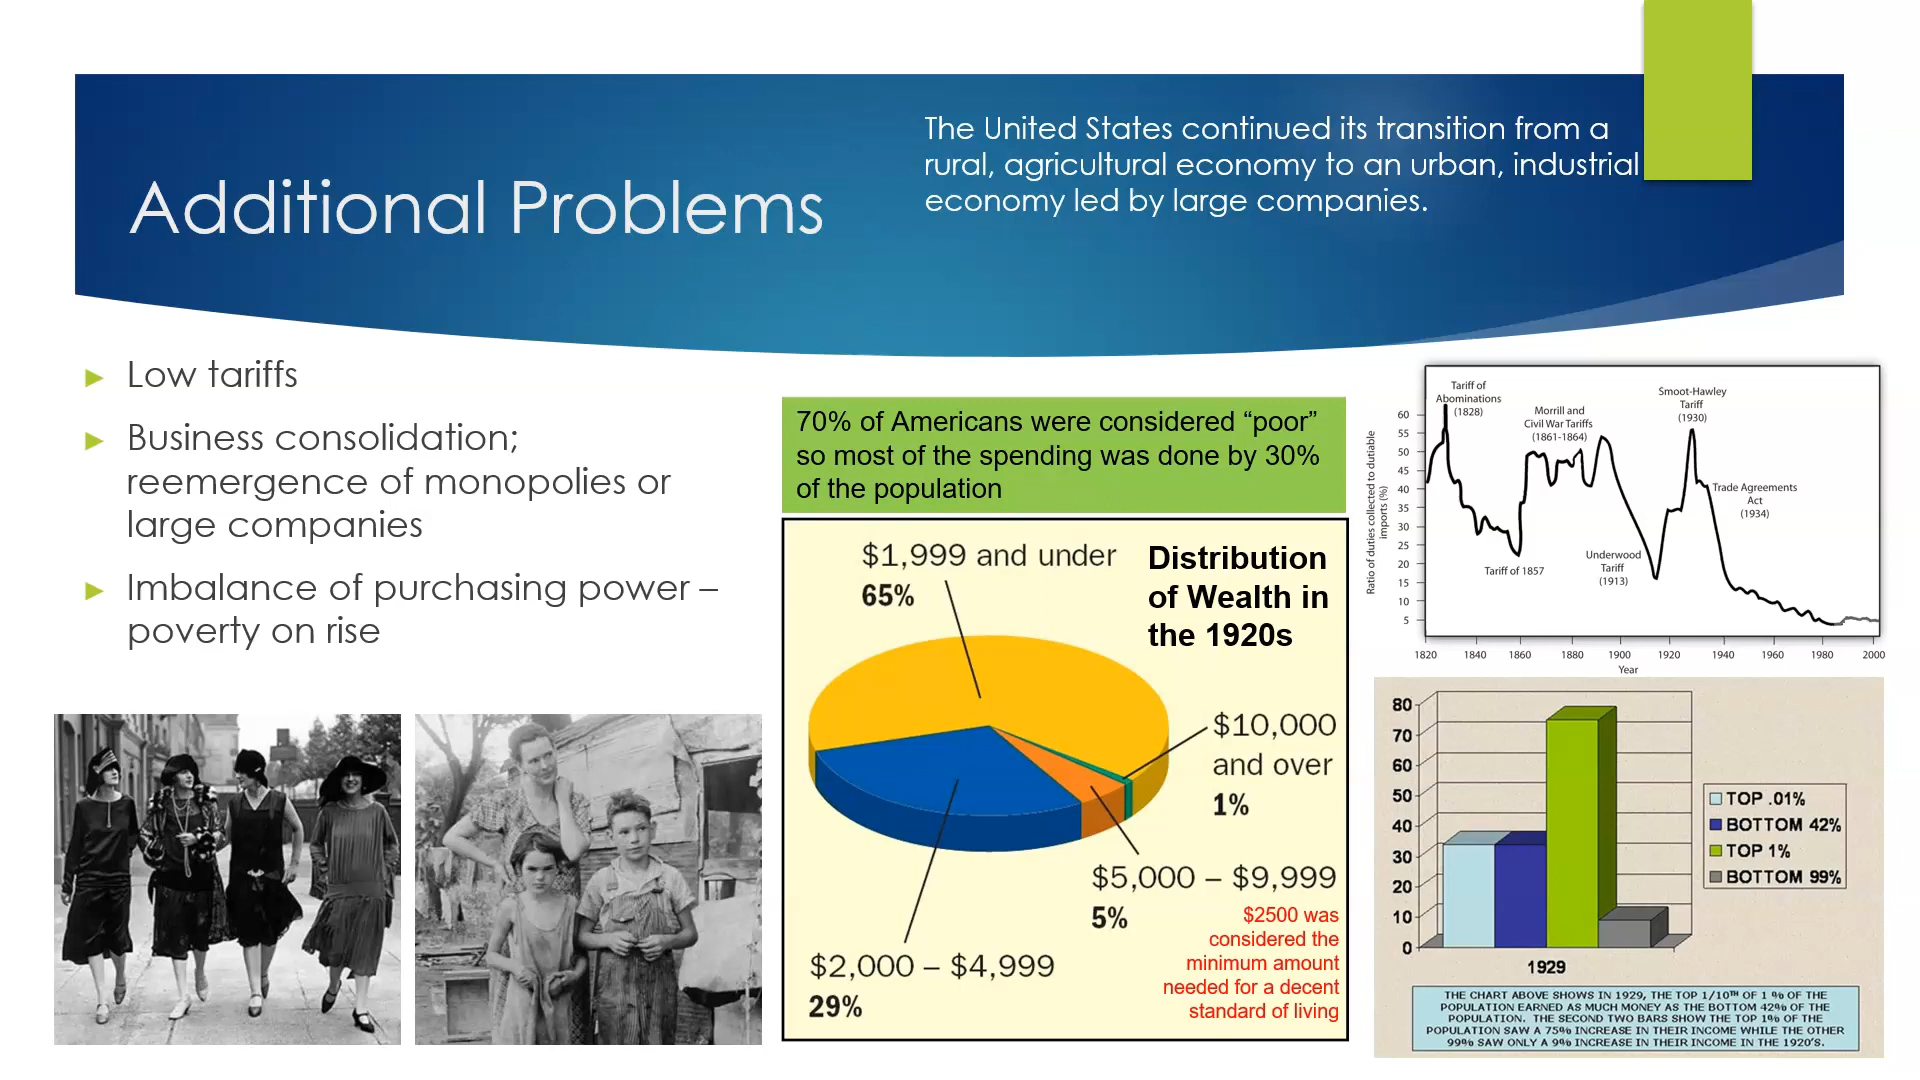 Additional Problems
The United States continued its transition from a
rural, agricultural economy to an urban, industrial
economy led by large companies.
Low tariffs
Business consolidation;
reemergence of monopolies or
large companies
Imbalance of purchasing power –
poverty on rise
70% of Americans were considered “poor”
so most of the spending was done by 30%
of the population
Distribution
of Wealth in
the 1920s
$1,999 and under
65%
$10,000
and over
1%
$5,000 – $9,999
5%
$2,000 – $4,999
29%
$2500 was
considered the
minimum amount
needed for a decent
standard of living
Tariff of
Abominations
(1828)
Morrill and
Civil War Tariffs
(1861-1864)
Smoot-Hawley
Tariff
(1930)
Trade Agreements
Act
(1934)
Underwood
Tariff
(1913)
Tariff of 1857
Ratio of duties collected to dutiable
imports (%)
60
55
50
45
40
35
30
25
20
15
10
5
1820 1840 1860 1880 1900 1920 1940 1960 1980 2000
Year
80
70
60
50
40
30
20
10
0
1929
TOP .01%
BOTTOM 42%
TOP 1%
BOTTOM 99%
THE CHART ABOVE SHOWS IN 1929, THE TOP 1/10TH OF 1 % OF THE
POPULATION EARNED AS MUCH MONEY AS THE BOTTOM 42% OF THE
POPULATION. THE SECOND TWO BARS SHOW THE TOP 1% OF THE
POPULATION SAW A 75% INCREASE IN THEIR INCOME WHILE THE OTHER
99% SAW ONLY A 9% INCREASE IN THEIR INCOME IN THE 1920'S.